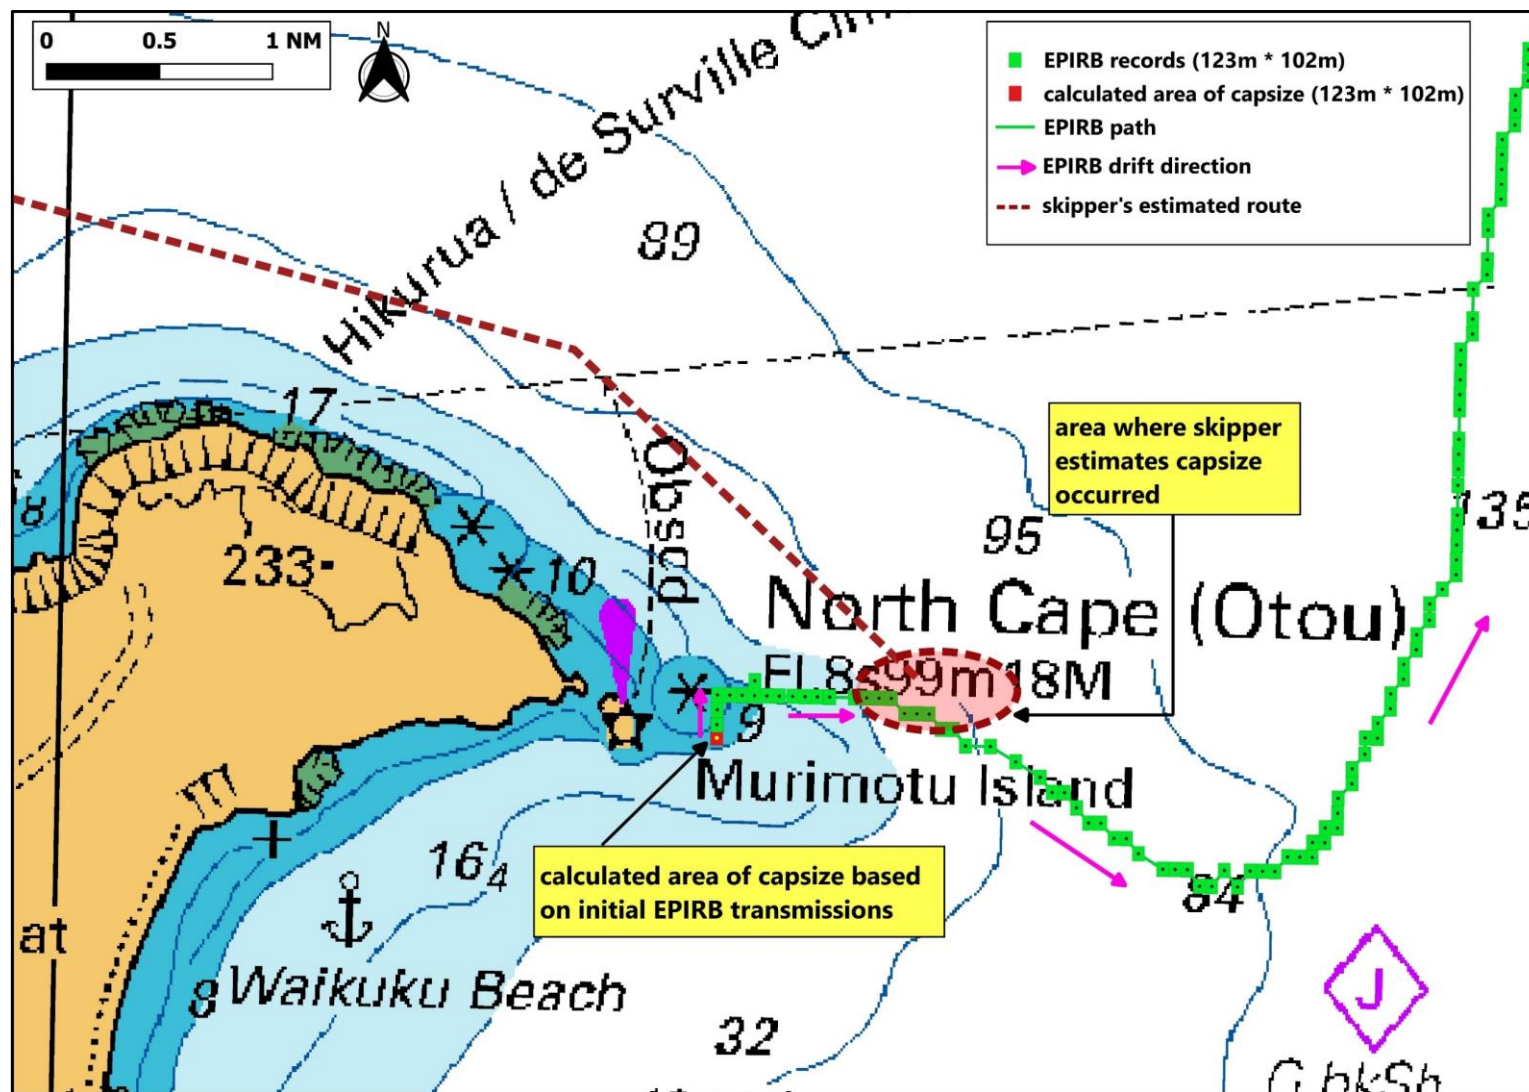 0 0.5 1 NM
N
EPIRB records (123m * 102m)
calculated area of capsize (123m * 102m)
EPIRB path
EPIRB drift direction
skipper's estimated route
Hikurua / de Surville
89
17
Obsod
area where skipper
estimates capsize
occurred
135
8
95
233
10
North Cape (Otou)
Fl 8s99m18M
9
Murimotu Island
16₄
calculated area of capsize based
on initial EPIRB transmissions
84
at
8
Waikuku Beach
J
32